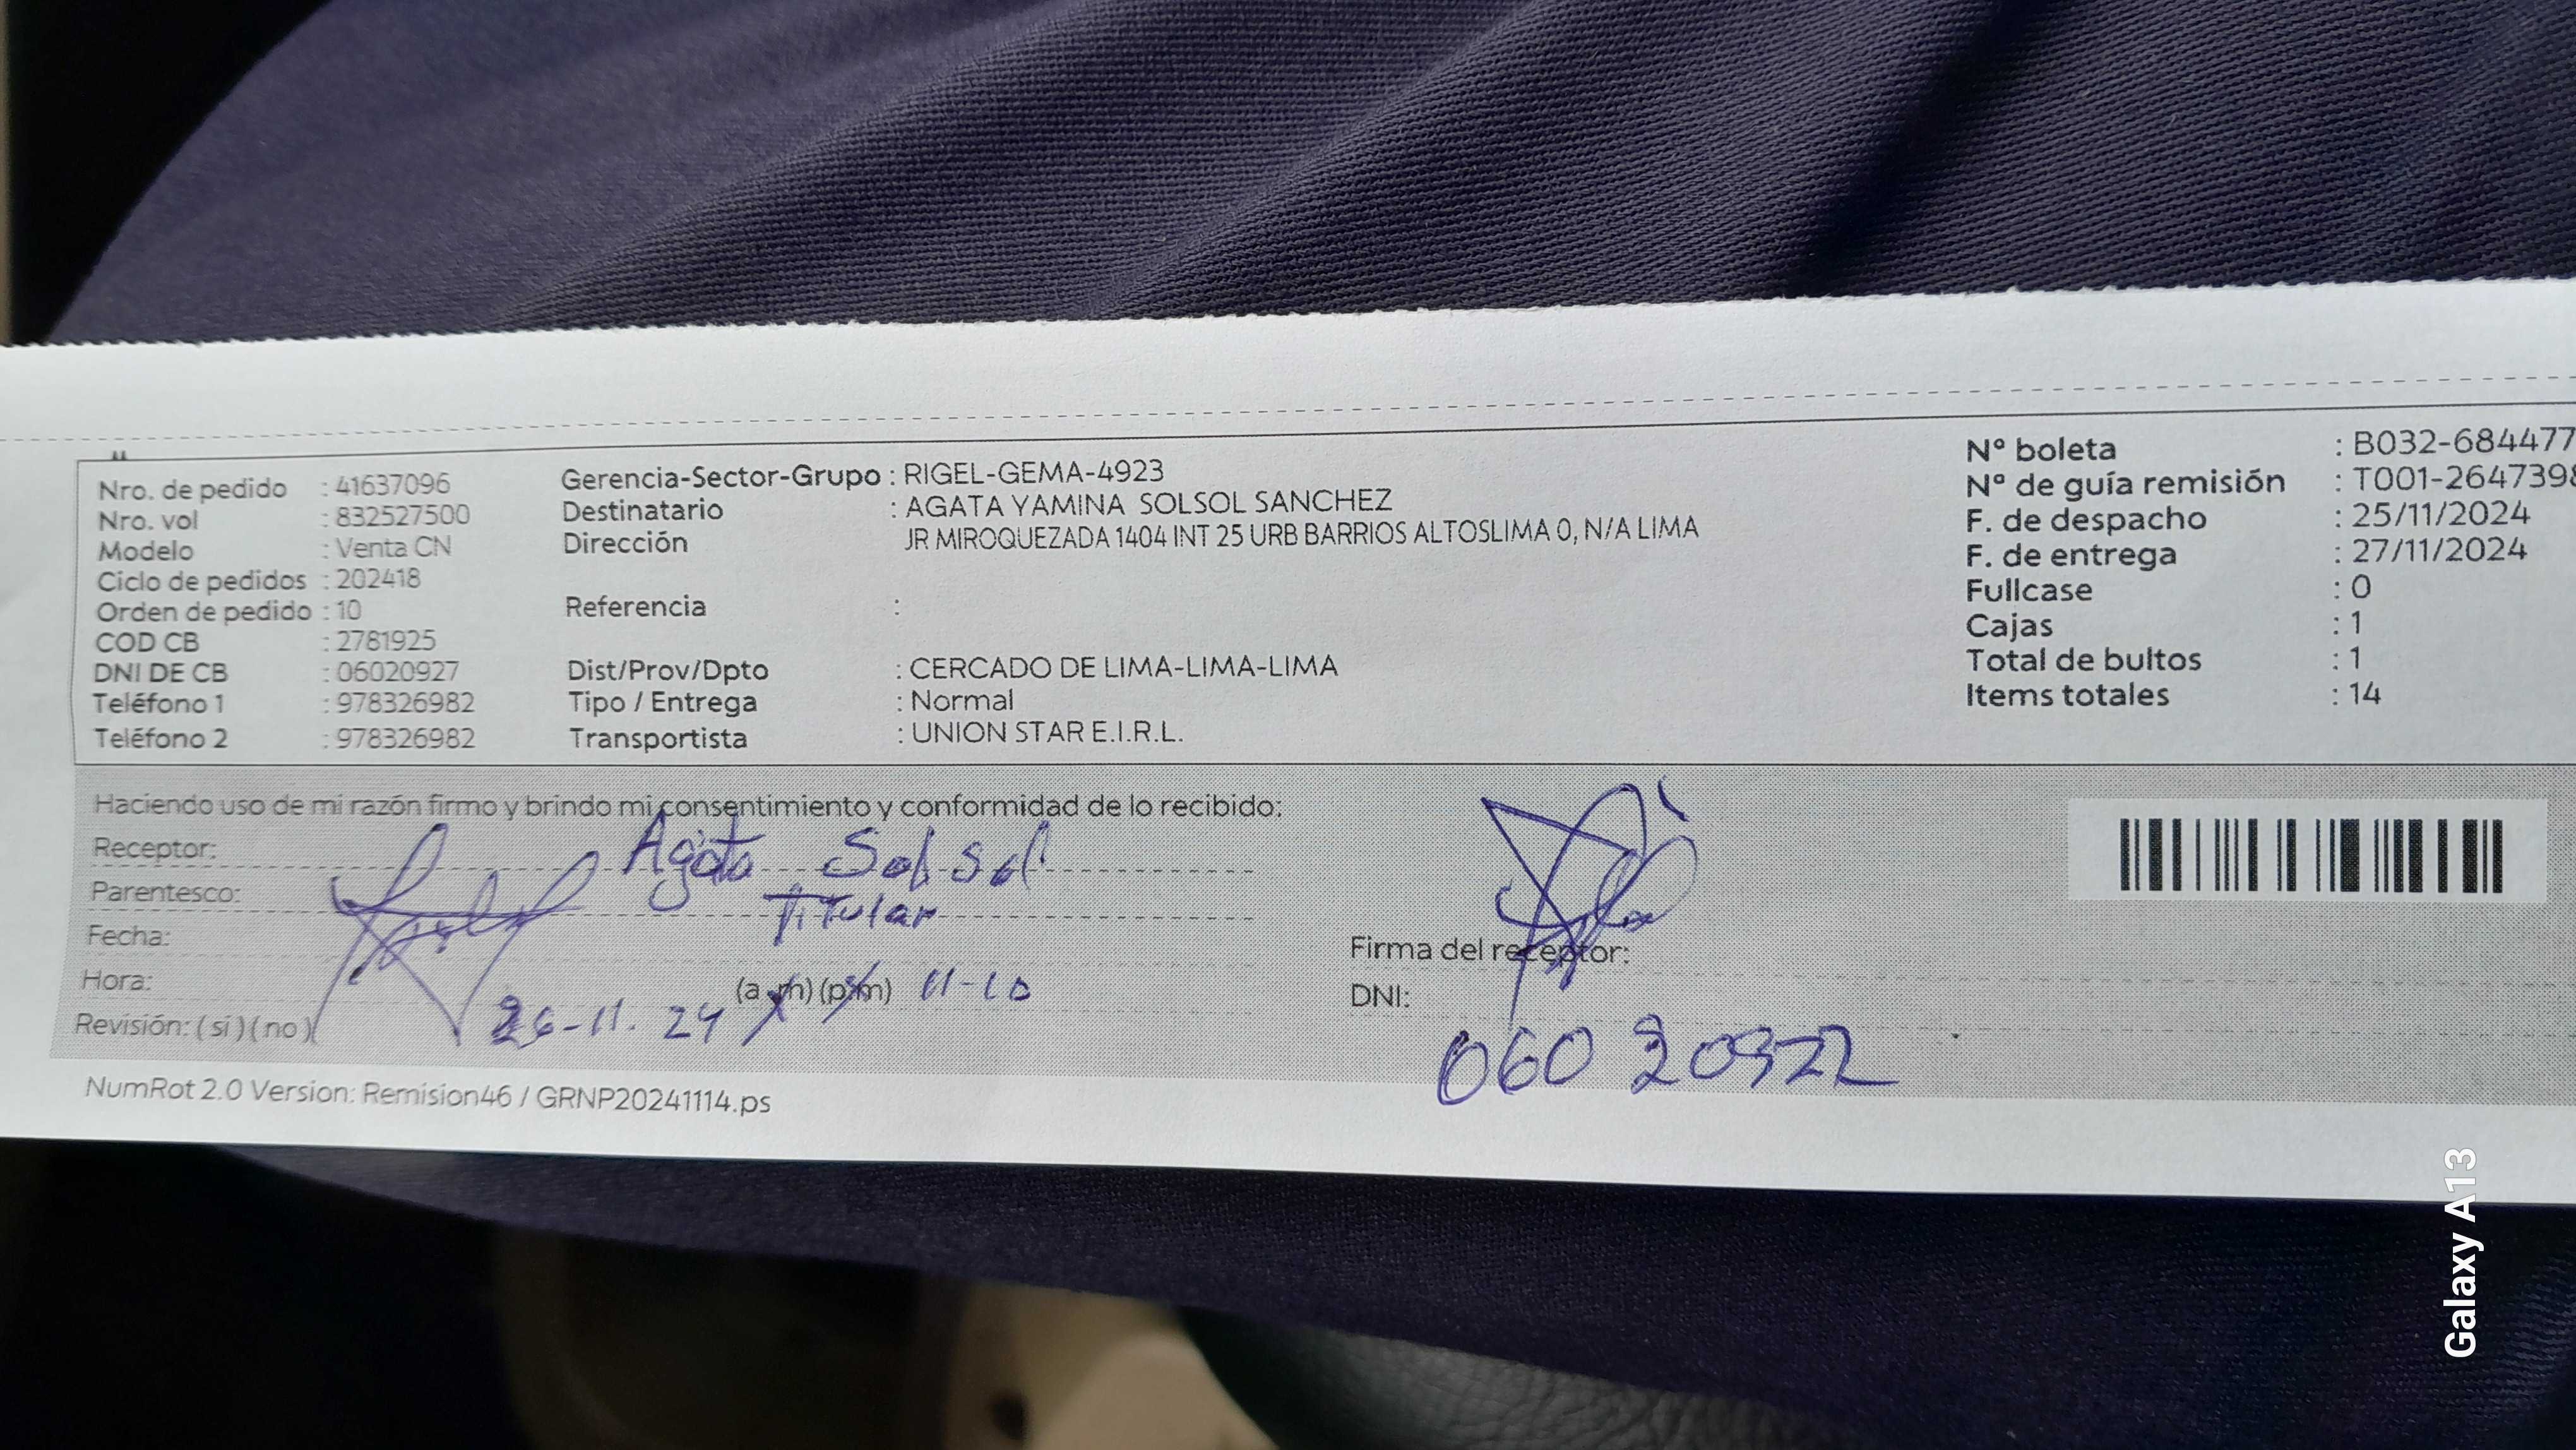 Nro. de pedido : 41637096
Nro. vol : 832527500
Modelo : Venta CN
Ciclo de pedidos : 202418
Orden de pedido : 10
COD CB : 2781925
DNI DE CB : 06020927
Teléfono 1 : 978326982
Teléfono 2 : 978326982
Gerencia-Sector-Grupo : RIGEL-GEMA-4923
Destinatario : AGATA YAMINA SOLSOL SANCHEZ
Dirección JR MIROQUEZADA 1404 INT 25 URB BARRIOS ALTOSLIMA 0, N/A LIMA
Referencia :
Dist/Prov/Dpto : CERCADO DE LIMA-LIMA-LIMA
Tipo / Entrega : Normal
Transportista : UNION STAR E.I.R.L.
Nº boleta : B032-684477
Nº de guía remisión : T001-2647398
F. de despacho : 25/11/2024
F. de entrega : 27/11/2024
Fullcase : 0
Cajas : 1
Total de bultos : 1
Items totales : 14
Haciendo uso de mi razón firmo y brindo mi consentimiento y conformidad de lo recibido:
Receptor: Agata Solsol
Parentesco: Titular
Fecha:
Hora: (a.m) (p.m) 11-10
Revisión: (si) (no) 26-11. 24
Firma del receptor:
DNI:
NumRot 2.0 Version: Remision46 / GRNP20241114.ps
Galaxy A13